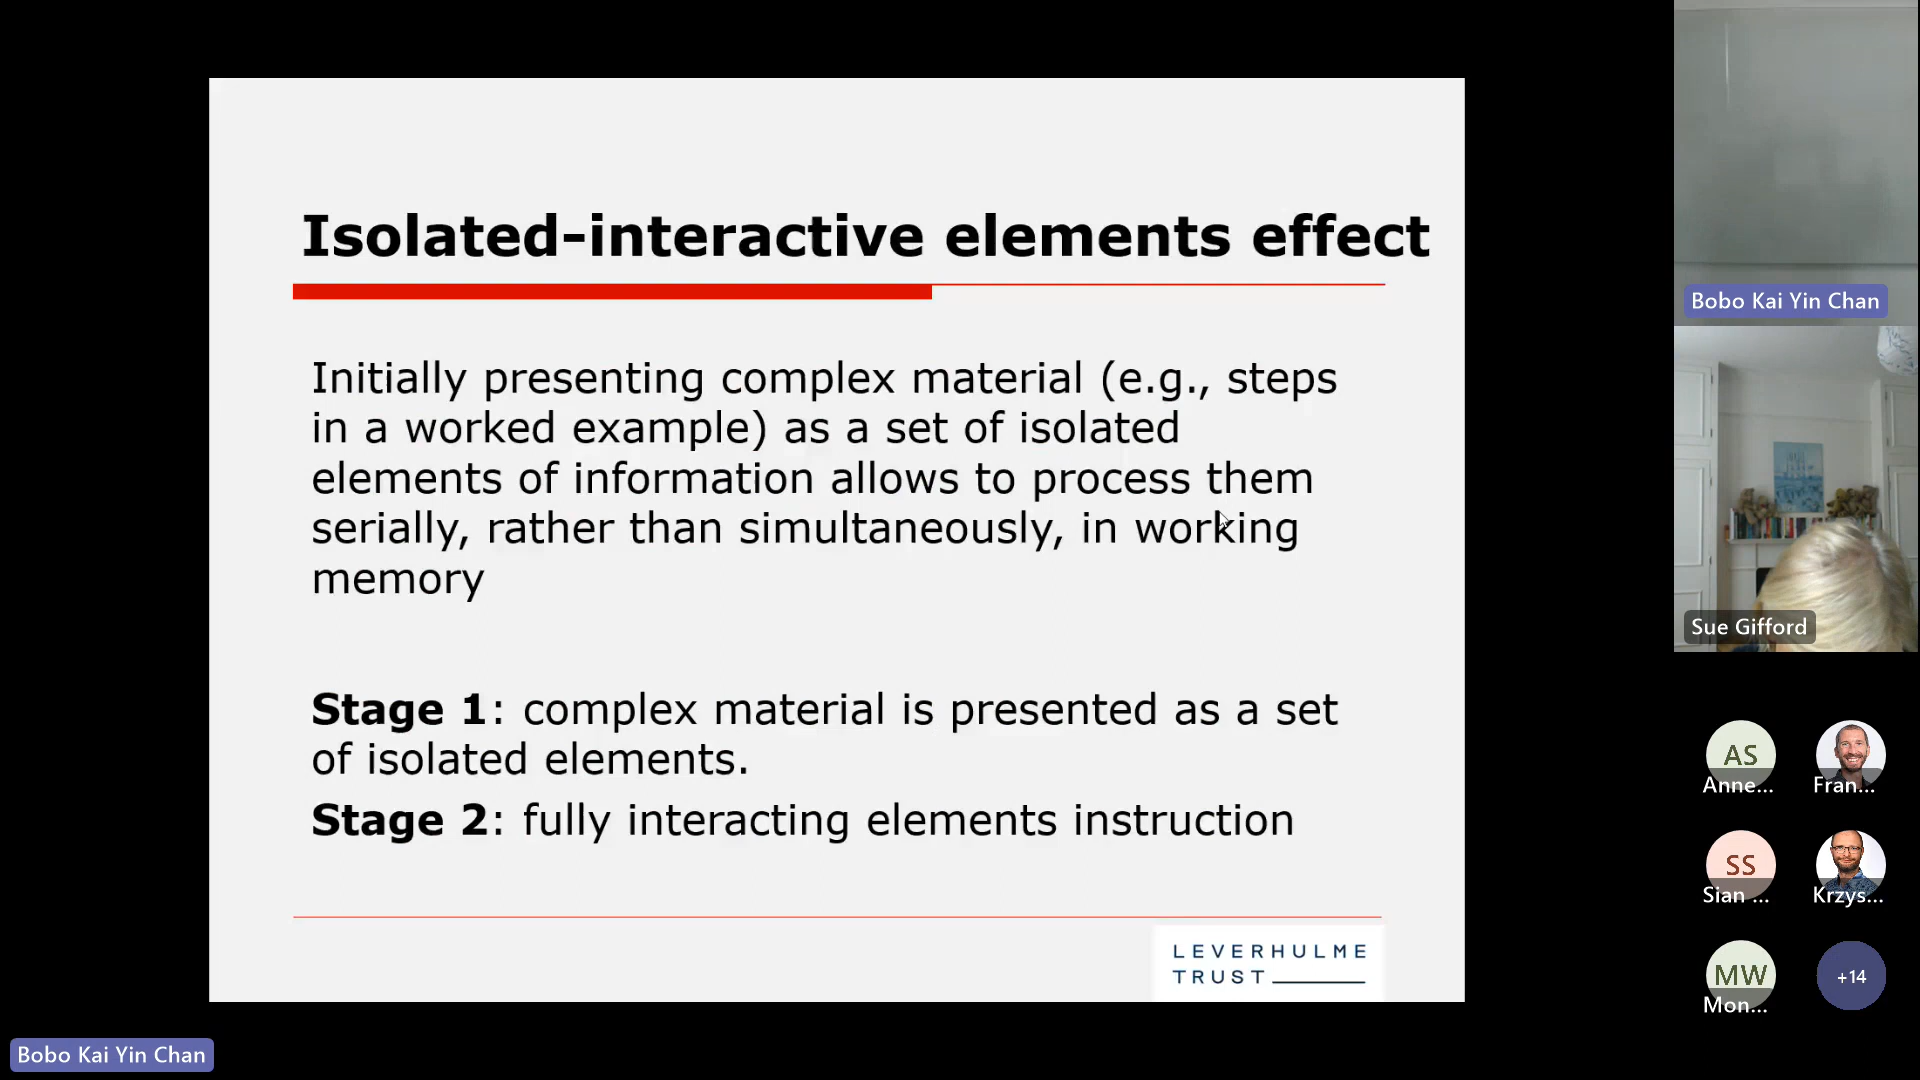 Isolated-interactive elements effect
Initially presenting complex material (e.g., steps
in a worked example) as a set of isolated
elements of information allows to process them
serially, rather than simultaneously, in working
memory
Stage 1: complex material is presented as a set
of isolated elements.
Stage 2: fully interacting elements instruction
LEVERHULME
TRUST
Bobo Kai Yin Chan
Sue Gifford
AS
Anne...
Fran...
SS
Sian ...
Krzys...
MW
Mon...
+14
Bobo Kai Yin Chan